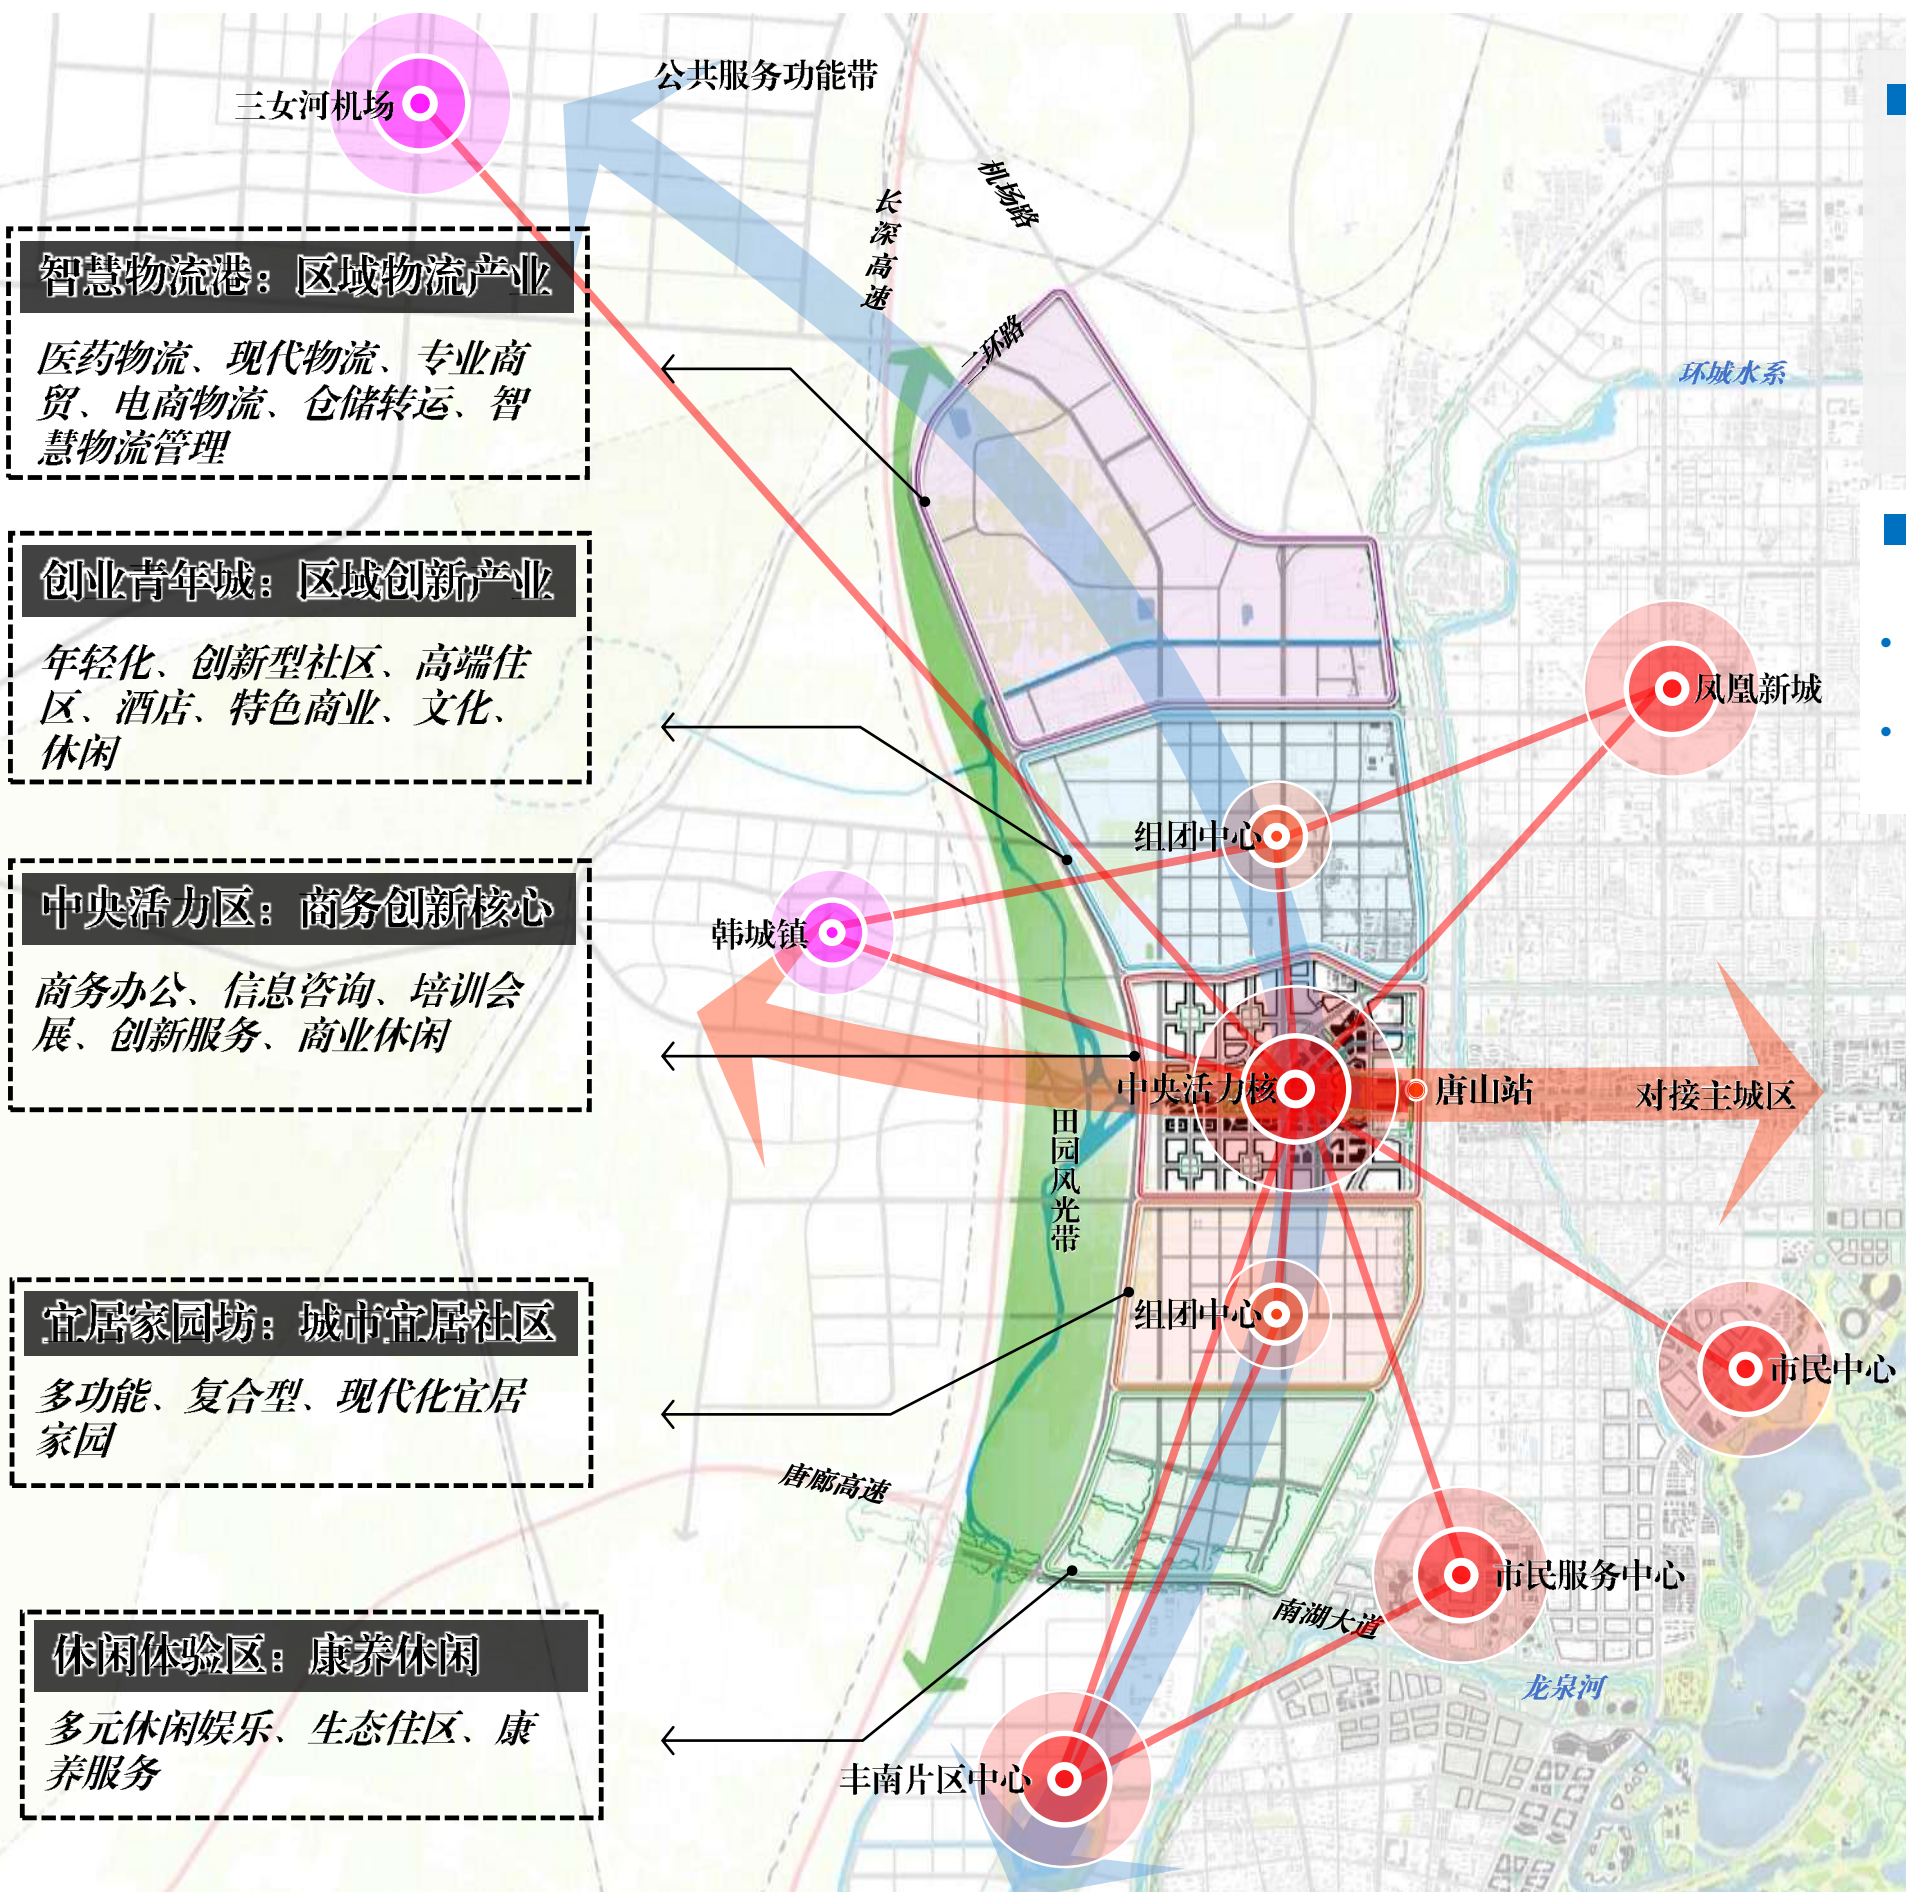 公共服务功能带
三女河机场
机场路
长深高速
智慧物流港：区域物流产业
医药物流、现代物流、专业商
贸、电商物流、仓储转运、智
慧物流管理
二环路
环城水系
创业青年城：区域创新产业
年轻化、创新型社区、高端住
区、酒店、特色商业、文化、
休闲
凤凰新城
组团中心
中央活力区：商务创新核心
商务办公、信息咨询、培训会
展、创新服务、商业休闲
韩城镇
中央活力核
唐山站
对接主城区
田园风光带
宜居家园坊：城市宜居社区
多功能、复合型、现代化宜居
家园
组团中心
市民中心
唐廊高速
市民服务中心
南湖大道
休闲体验区：康养休闲
多元休闲娱乐、生态住区、康
养服务
龙泉河
丰南片区中心